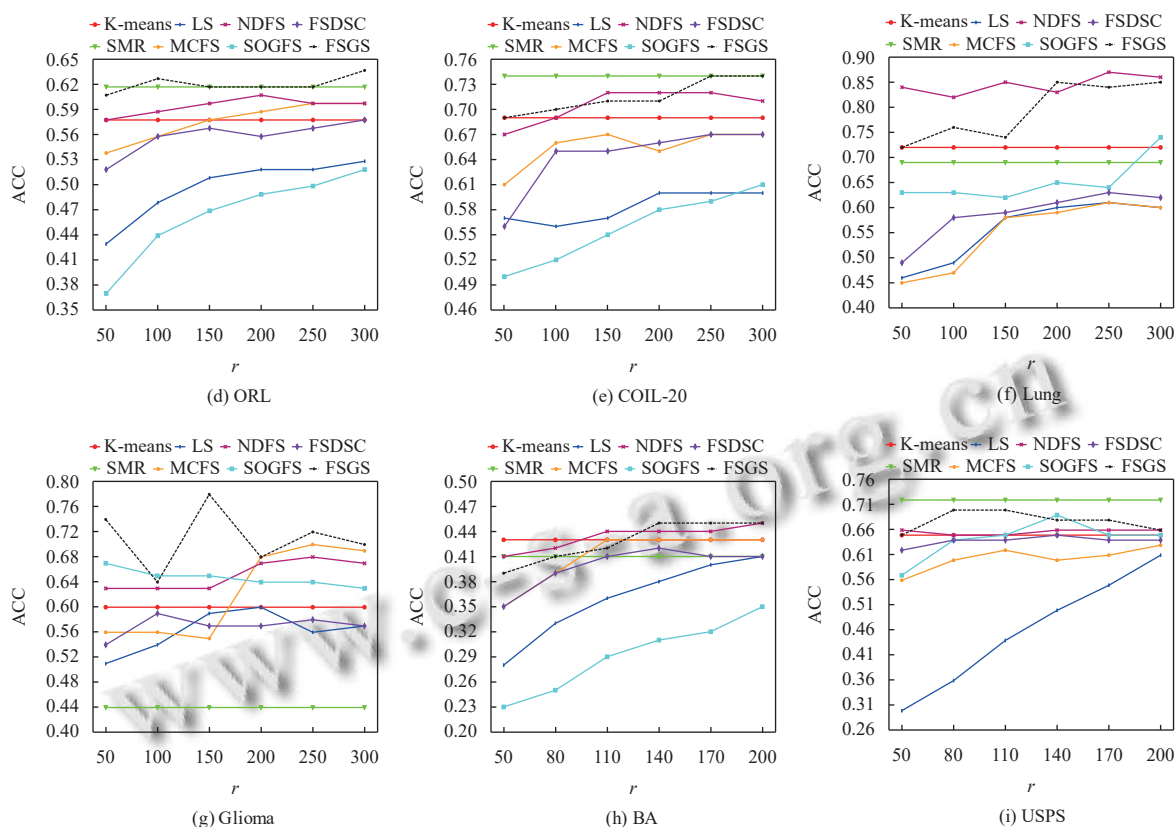 K-means LS NDFS FSDSC
SMR MCFS SOGFS FSGS
0.65
0.62
0.59
0.56
0.53
0.50
0.47
0.44
0.41
0.38
0.35
ACC
50 100 150 200 250 300
r
(d) ORL
K-means LS NDFS FSDSC
SMR MCFS SOGFS FSGS
0.76
0.73
0.70
0.67
0.64
0.61
0.58
0.55
0.52
0.49
0.46
ACC
50 100 150 200 250 300
r
(e) COIL-20
K-means LS NDFS FSDSC
SMR MCFS SOGFS FSGS
0.90
0.85
0.80
0.75
0.70
0.65
0.60
0.55
0.50
0.45
0.40
ACC
50 100 150 200 250 300
r
(f) Lung
K-means LS NDFS FSDSC
SMR MCFS SOGFS FSGS
0.80
0.76
0.72
0.68
0.64
0.60
0.56
0.52
0.48
0.44
0.40
ACC
50 100 150 200 250 300
r
(g) Glioma
K-means LS NDFS FSDSC
SMR MCFS SOGFS FSGS
0.50
0.47
0.44
0.41
0.38
0.35
0.32
0.29
0.26
0.23
0.20
ACC
50 80 110 140 170 200
r
(h) BA
K-means LS NDFS FSDSC
SMR MCFS SOGFS FSGS
0.76
0.71
0.66
0.61
0.56
0.51
0.46
0.41
0.36
0.31
0.26
ACC
50 80 110 140 170 200
r
(i) USPS
www.c-s-a.org.cn